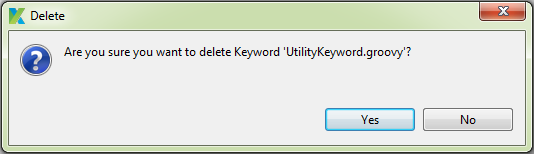 Delete
Are you sure you want to delete Keyword 'UtilityKeyword.groovy'?
Yes
No